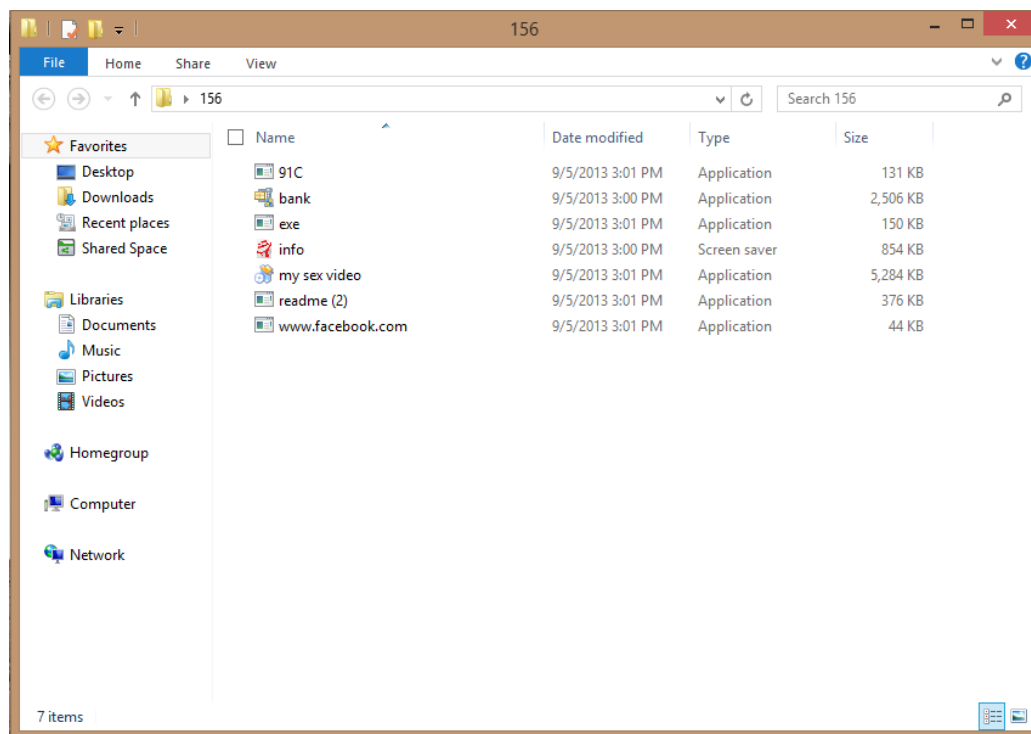 156
File Home Share View
156 Search 156
Favorites
Desktop
Downloads
Recent places
Shared Space
Libraries
Documents
Music
Pictures
Videos
Homegroup
Computer
Network
Name Date modified Type Size
91C 9/5/2013 3:01 PM Application 131 KB
bank 9/5/2013 3:00 PM Application 2,506 KB
exe 9/5/2013 3:01 PM Application 150 KB
info 9/5/2013 3:00 PM Screen saver 854 KB
my sex video 9/5/2013 3:01 PM Application 5,284 KB
readme (2) 9/5/2013 3:01 PM Application 376 KB
www.facebook.com 9/5/2013 3:01 PM Application 44 KB
7 items